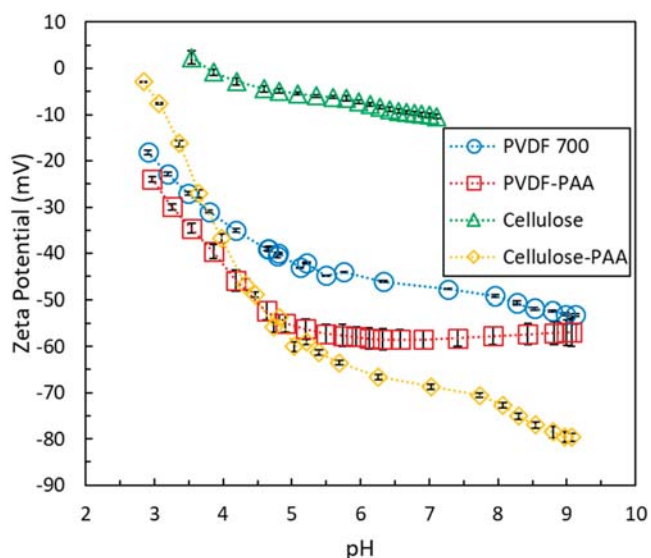 10
0
-10
-20
-30
-40
-50
-60
-70
-80
-90
Zeta Potential (mV)
PVDF 700
PVDF-PAA
Cellulose
Cellulose-PAA
2 3 4 5 6 7 8 9 10
pH